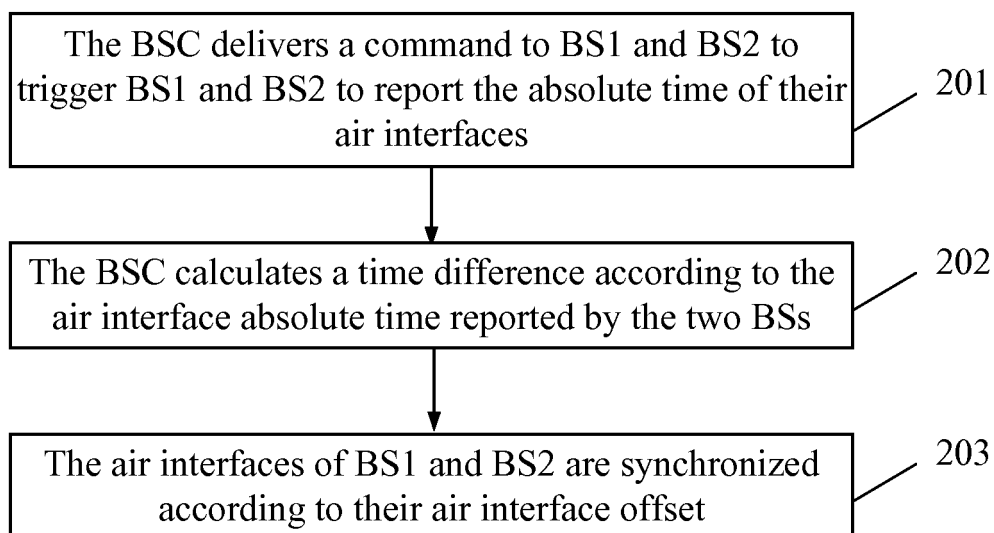 The BSC delivers a command to BS1 and BS2 to
trigger BS1 and BS2 to report the absolute time of their
air interfaces
201
The BSC calculates a time difference according to the
air interface absolute time reported by the two BSs
202
The air interfaces of BS1 and BS2 are synchronized
according to their air interface offset
203